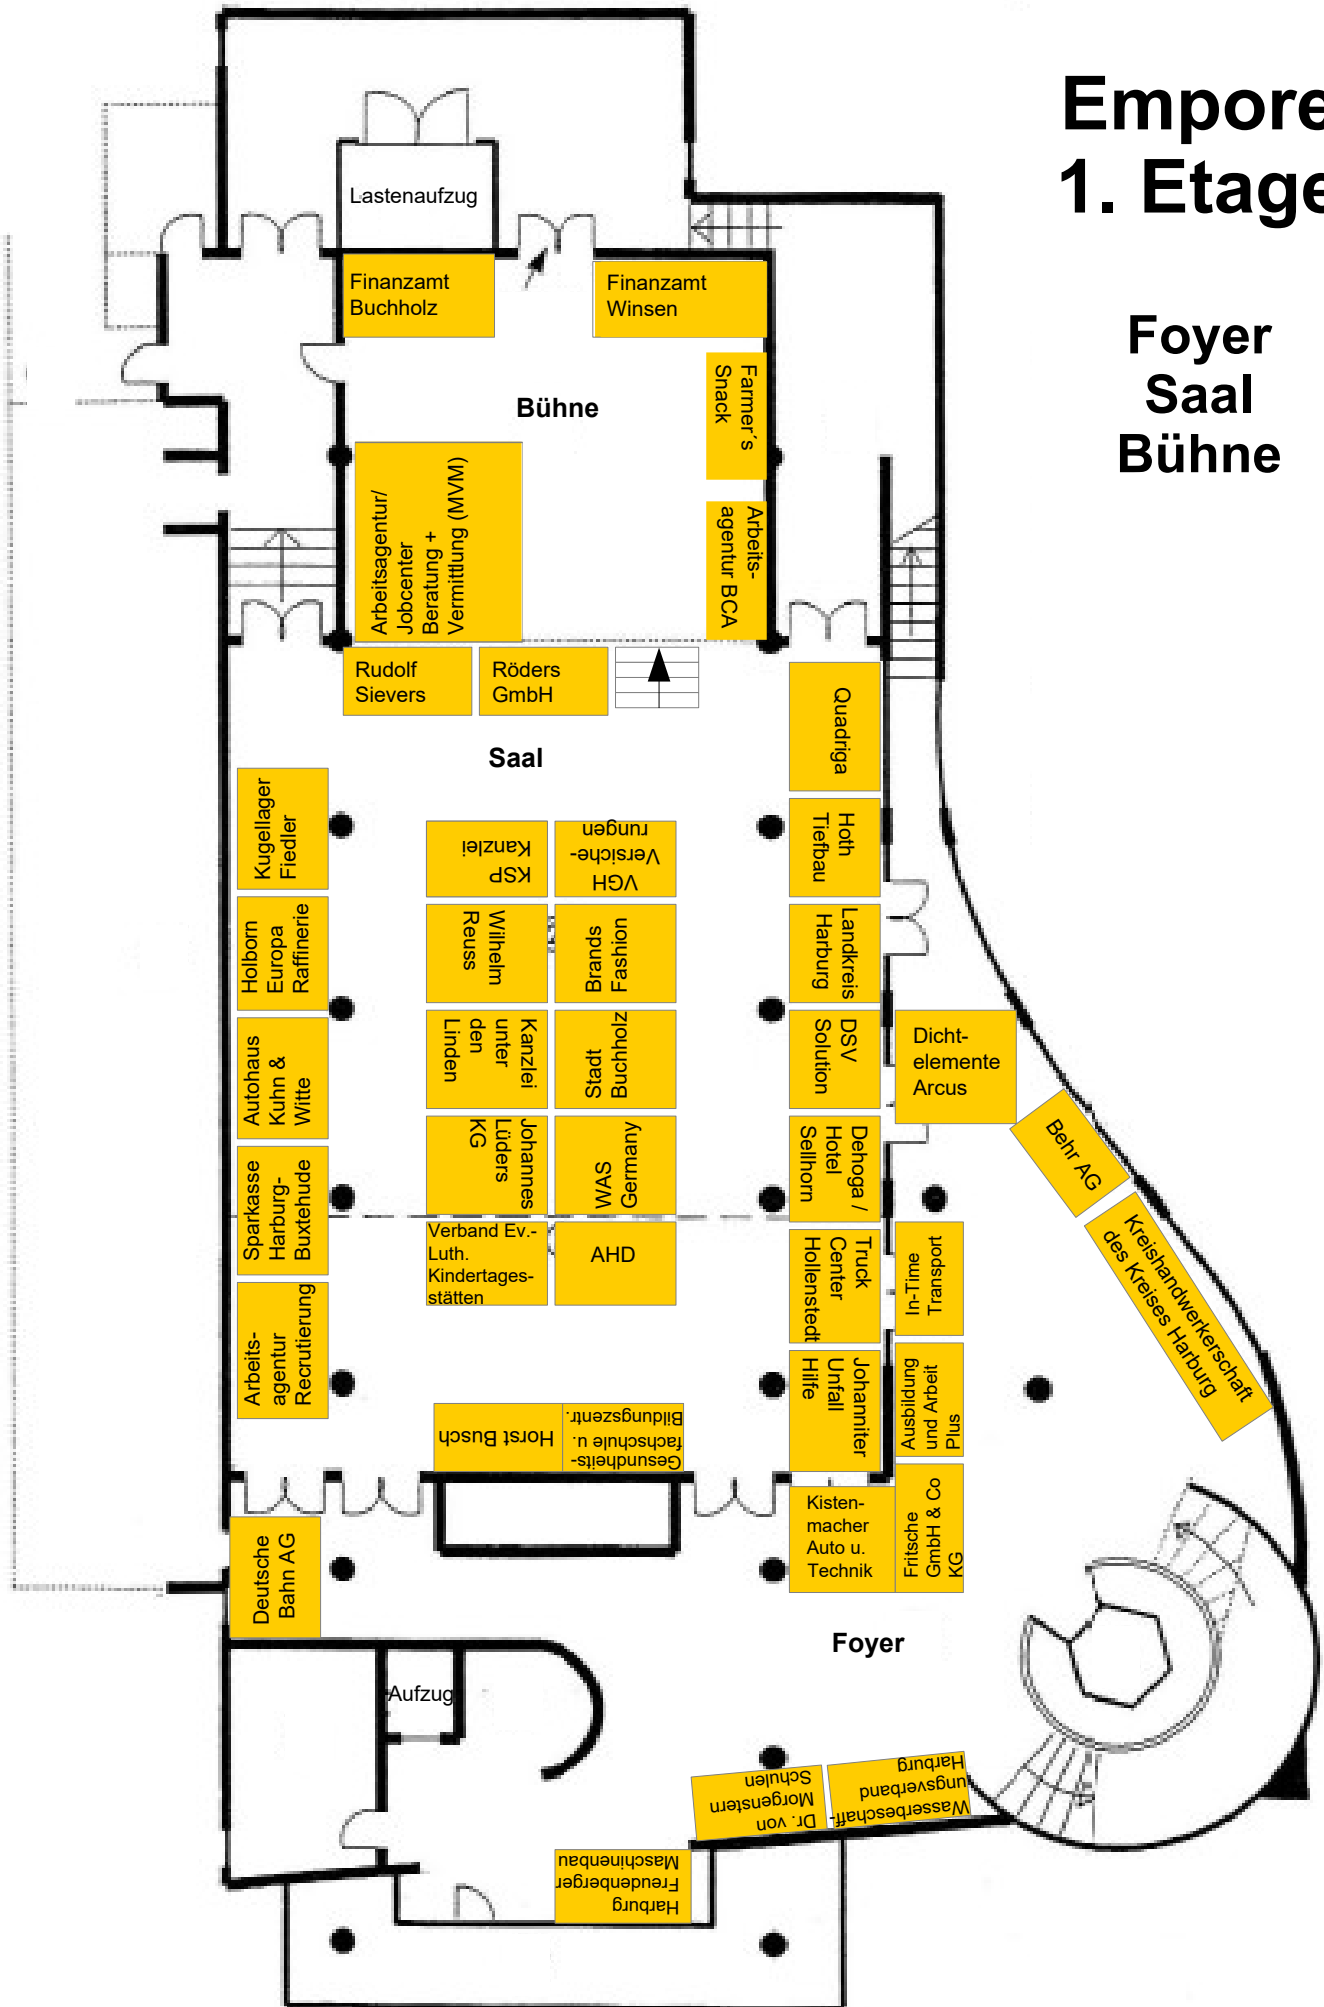 Empore
1. Etage
Foyer
Saal
Bühne
Lastenaufzug
Finanzamt
Buchholz
Finanzamt
Winsen
Farmer´s
Snack
Bühne
Arbeitsagentur/
Jobcenter
Beratung +
Vermittlung (MVM)
Arbeits-
agentur BCA
Rudolf
Sievers
Röders
GmbH
Quadriga
Saal
Kugellager
Fiedler
KSP
Kanzlei
VGH
Versiche-
rungen
Hoth
Tiefbau
Holborn
Europa
Raffinerie
Wilhelm
Reuss
Brands
Fashion
Landkreis
Harburg
Autohaus
Kuhn &
Witte
Kanzlei
unter
den
Linden
Stadt
Buchholz
DSV
Solution
Dicht-
elemente
Arcus
Behr AG
Sparkasse
Harburg-
Buxtehude
Johannes
Lüders
KG
WAS
Germany
Dehoga /
Hotel
Sellhorn
Kreishandwerkerschaft
des Kreises Harburg
Verband Ev.-
Luth.
Kindertages-
stätten
AHD
Truck
Center
Hollenstedt
In-Time
Transport
Arbeits-
agentur
Recrutierung
Johanniter
Unfall
Hilfe
Ausbildung
und Arbeit
Plus
Horst Busch
Gesundheits-
fachschule u.
Bildungszentr.
Kisten-
macher
Auto u.
Technik
Fritsche
GmbH & Co
KG
Deutsche
Bahn AG
Foyer
Aufzug
Dr. von
Morgenstern
Schulen
Wasserbeschaff-
ungsverband
Harburg
Harburg
Freudenberger
Maschinenbau